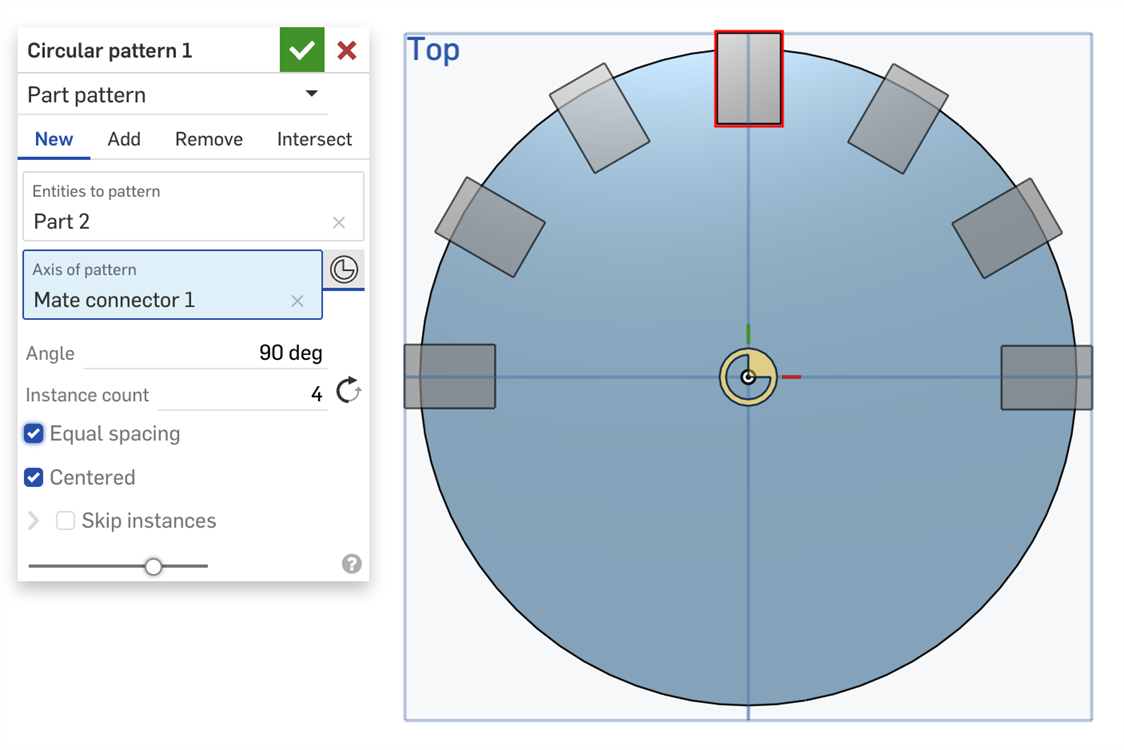 Circular pattern 1
Part pattern
New Add Remove Intersect
Entities to pattern
Part 2
Axis of pattern
Mate connector 1
Angle 90 deg
Instance count 4
Equal spacing
Centered
Skip instances
?
Top